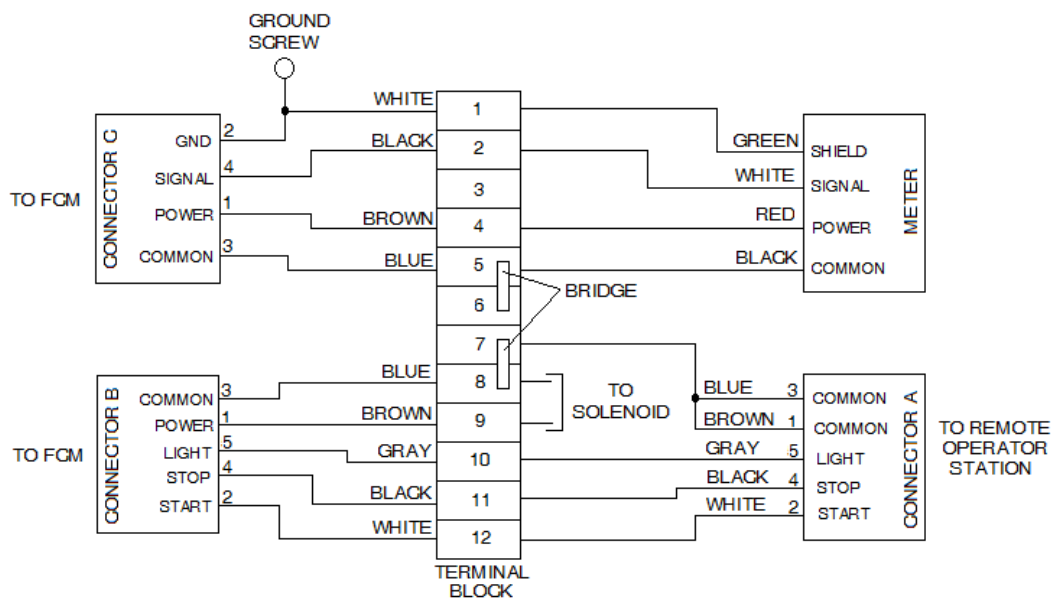 GROUND
SCREW
CONNECTOR C
TO FCM
GND
2
SIGNAL
4
POWER
1
COMMON
3
WHITE
BLACK
BROWN
BLUE
1
2
3
4
5
6
7
8
9
10
11
12
BRIDGE
TERMINAL
BLOCK
GREEN
WHITE
RED
BLACK
SHIELD
SIGNAL
POWER
COMMON
METER
CONNECTOR B
TO FCM
COMMON
3
POWER
1
LIGHT
5
STOP
4
START
2
BLUE
BROWN
GRAY
BLACK
WHITE
TO
SOLENOID
BLUE
3
COMMON
BROWN
1
COMMON
GRAY
5
LIGHT
BLACK
4
STOP
WHITE
2
START
CONNECTOR A
TO REMOTE
OPERATOR
STATION